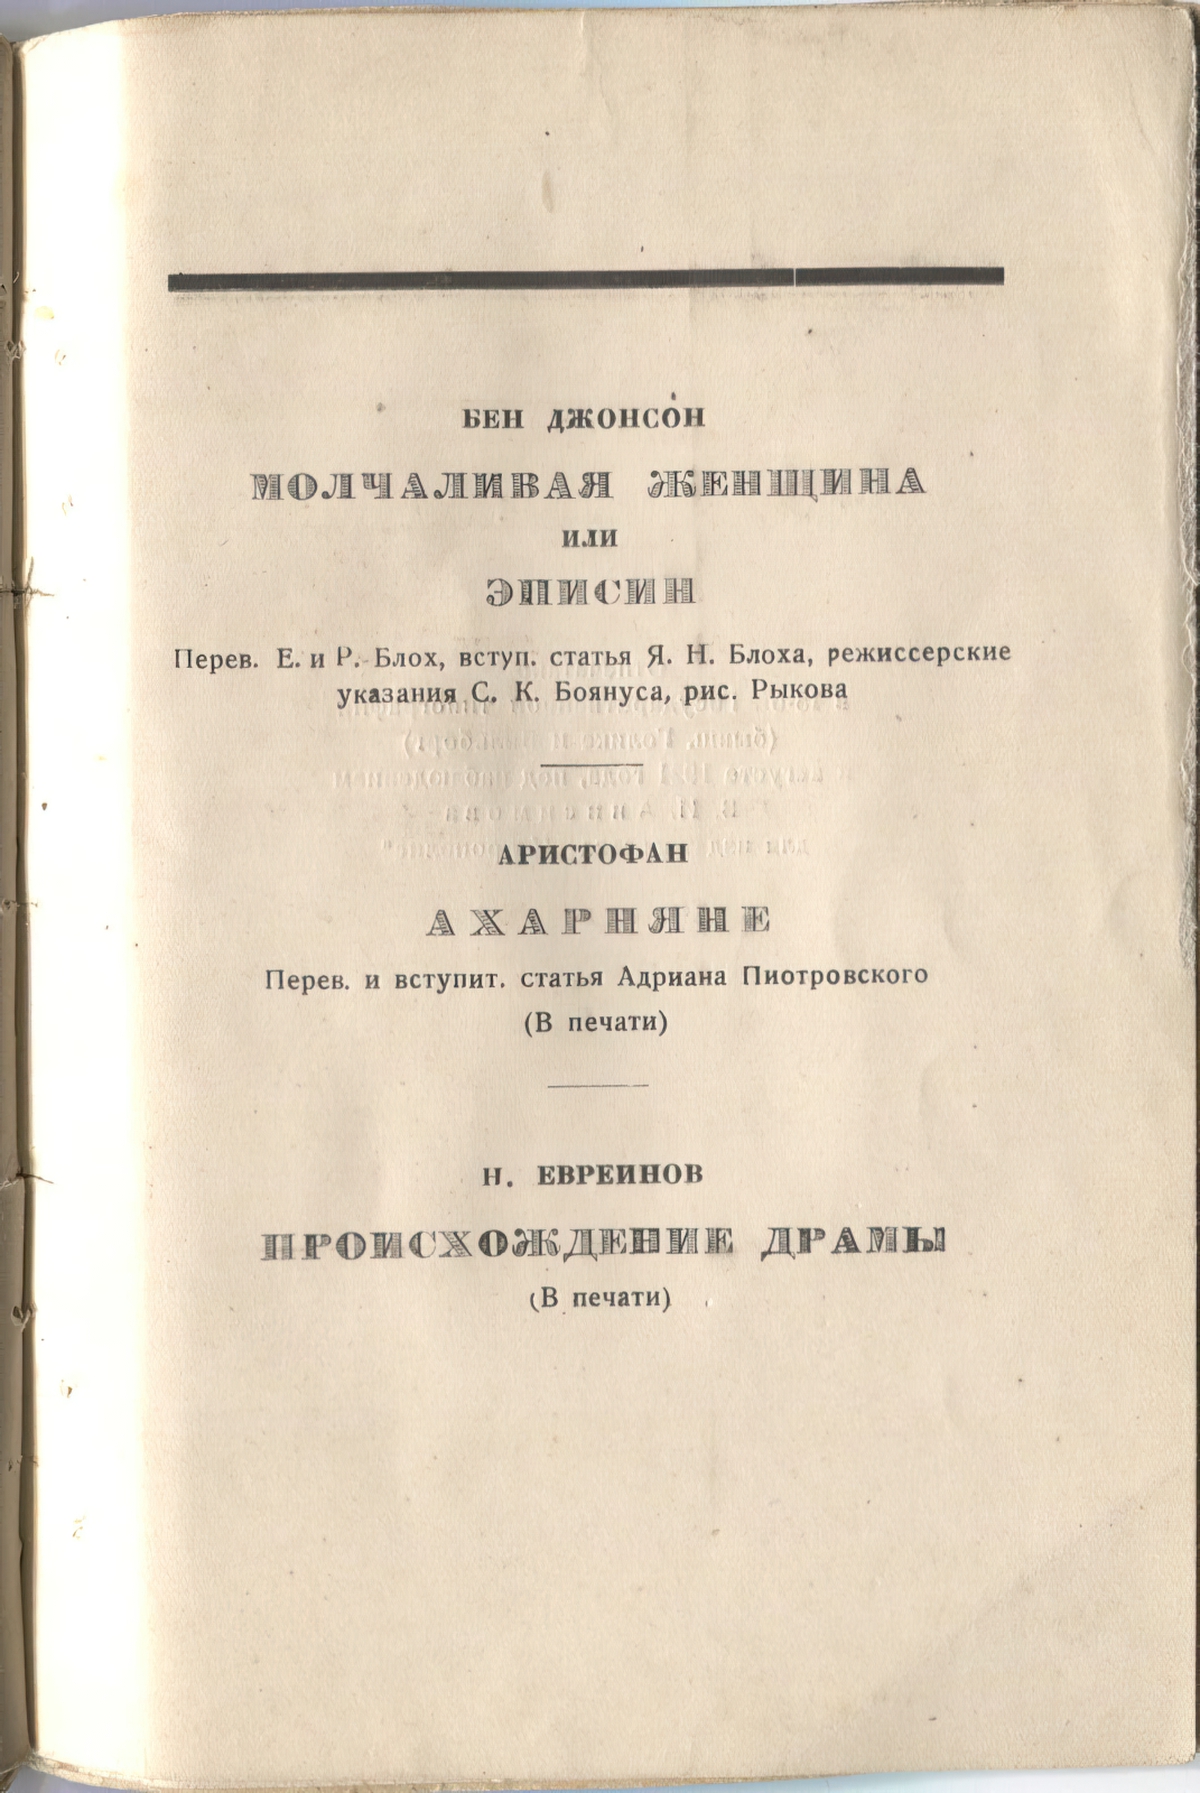 БЕН ДЖОНСОН
МОЛЧАЛИВАЯ ЖЕНЩИНА
ИЛИ
ЭПИСИН
Перев. Е. и Р. Блох, вступ. статья Я. Н. Блоха, режиссерские
указания С. К. Боянуса, рис. Рыкова
АРИСТОФАН
АХАРНЯНЕ
Перев. и вступит. статья Адриана Пиотровского
(В печати)
Н. ЕВРЕИНОВ
ПРОИСХОЖДЕНИЕ ДРАМЫ
(В печати)